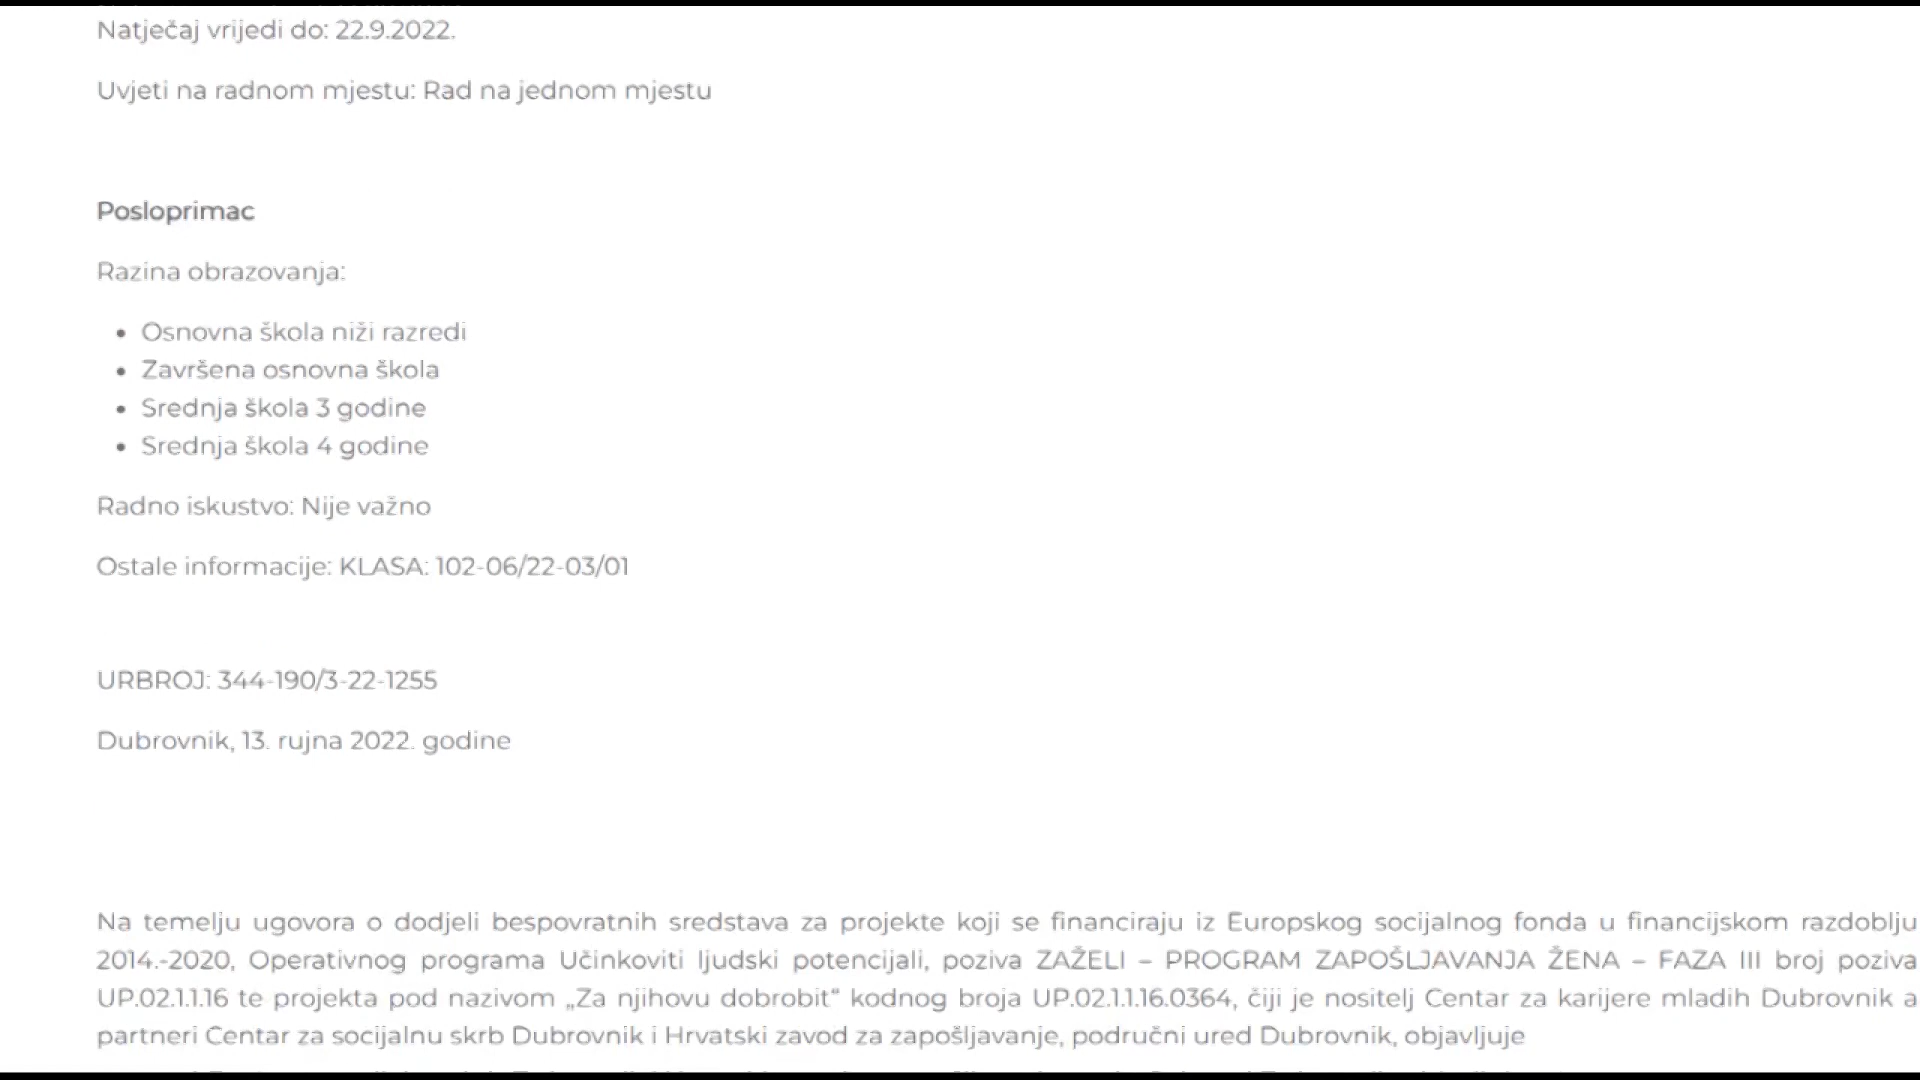 Natječaj vrijedi do: 22.9.2022.
Uvjeti na radnom mjestu: Rad na jednom mjestu
Posloprimac
Razina obrazovanja:
• Osnovna škola niži razredi
• Završena osnovna škola
• Srednja škola 3 godine
• Srednja škola 4 godine
Radno iskustvo: Nije važno
Ostale informacije: KLASA: 102-06/22-03/01
URBROJ: 344-190/3-22-1255
Dubrovnik, 13. rujna 2022. godine
Na temelju ugovora o dodjeli bespovratnih sredstava za projekte koji se financiraju iz Europskog socijalnog fonda u financijskom razdoblju
2014.-2020, Operativnog programa Učinkoviti ljudski potencijali, poziva ZAŽELI – PROGRAM ZAPOŠLJAVANJA ŽENA – FAZA III broj poziva
UP.02.1.1.16 te projekta pod nazivom „Za njihovu dobrobit“ kodnog broja UP.02.1.1.16.0364, čiji je nositelj Centar za karijere mladih Dubrovnik a
partneri Centar za socijalnu skrb Dubrovnik i Hrvatski zavod za zapošljavanje, područni ured Dubrovnik, objavljuje